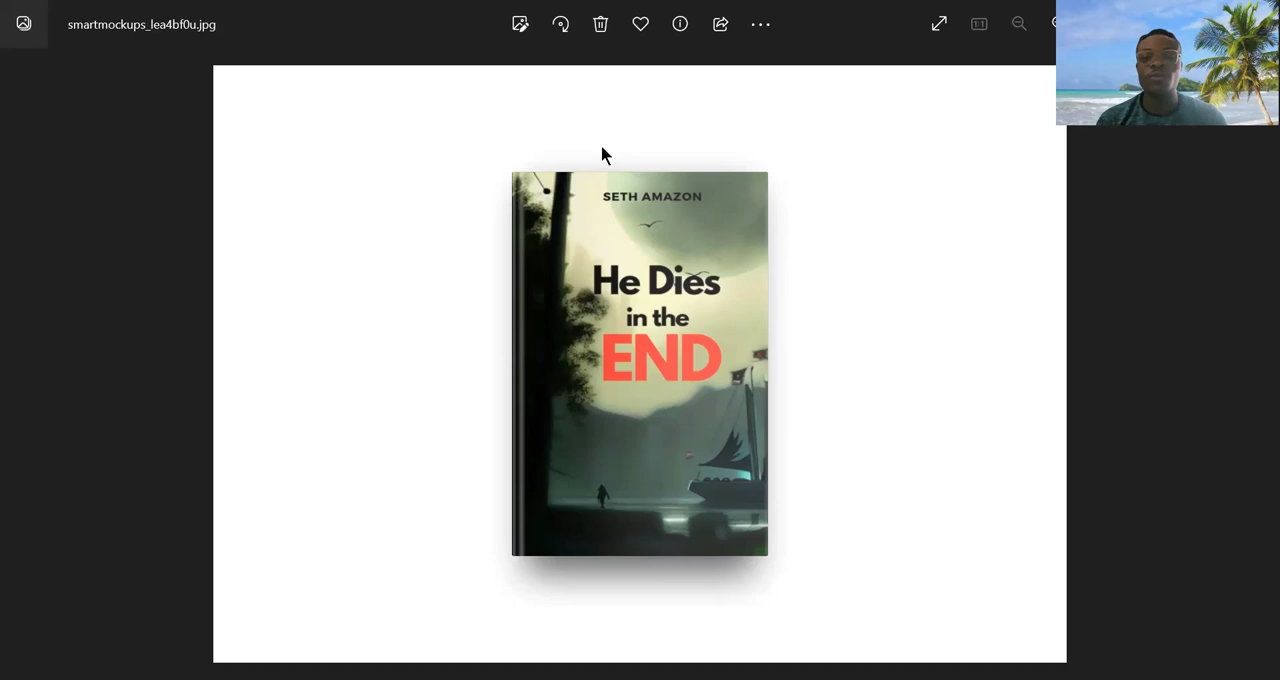 smartmockups_lea4bf0u.jpg
SETH AMAZON
He Dies
in the
END